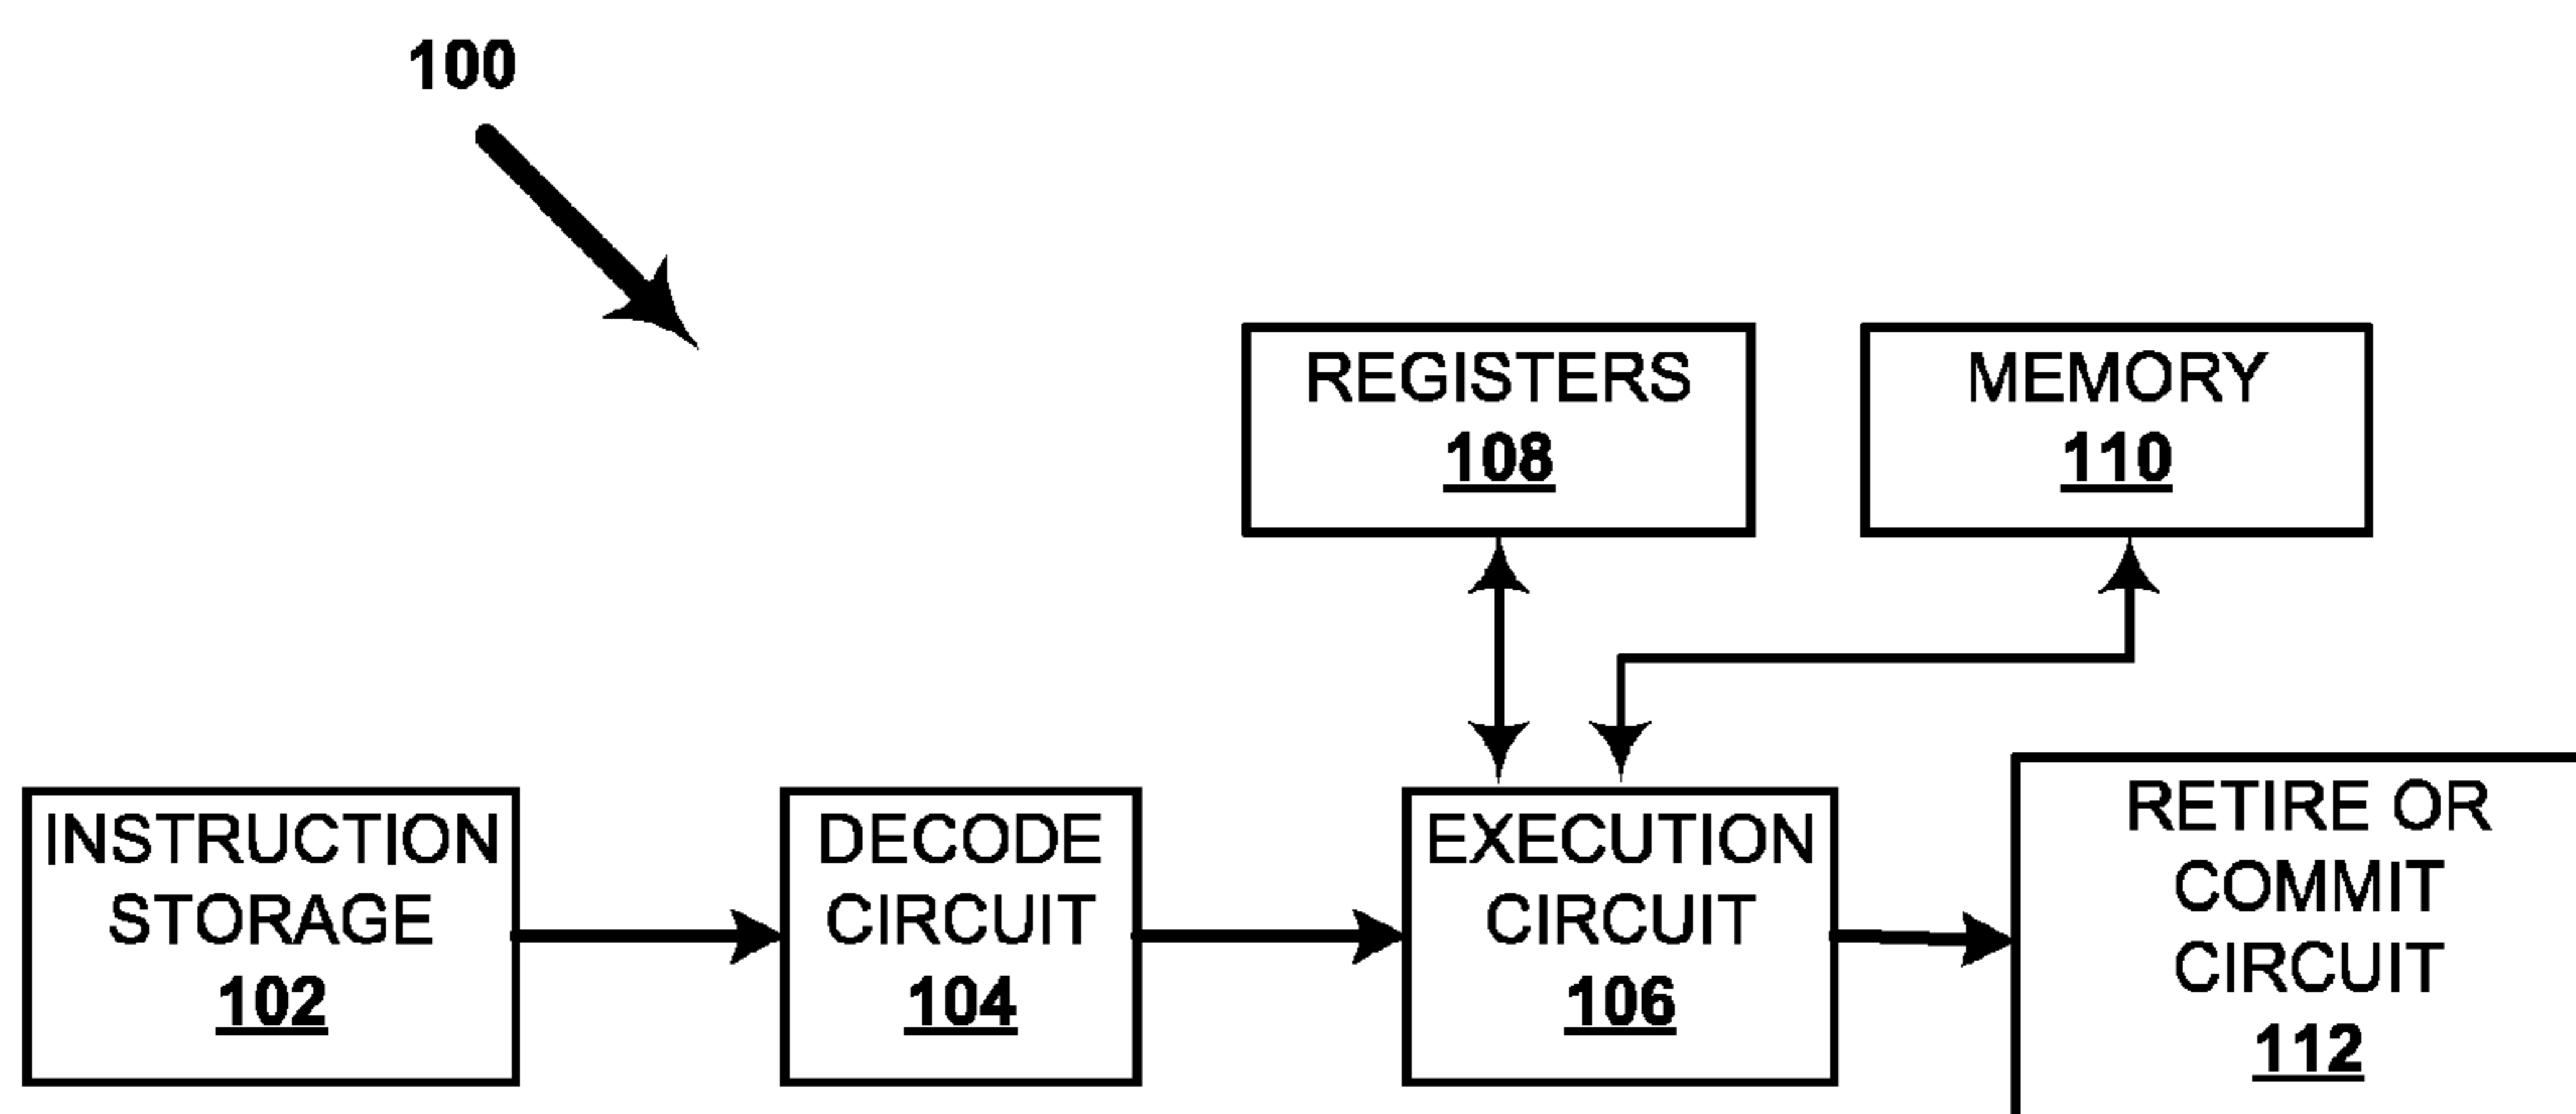 100
REGISTERS
108
MEMORY
110
INSTRUCTION
STORAGE
102
DECODE
CIRCUIT
104
EXECUTION
CIRCUIT
106
RETIRE OR
COMMIT
CIRCUIT
112